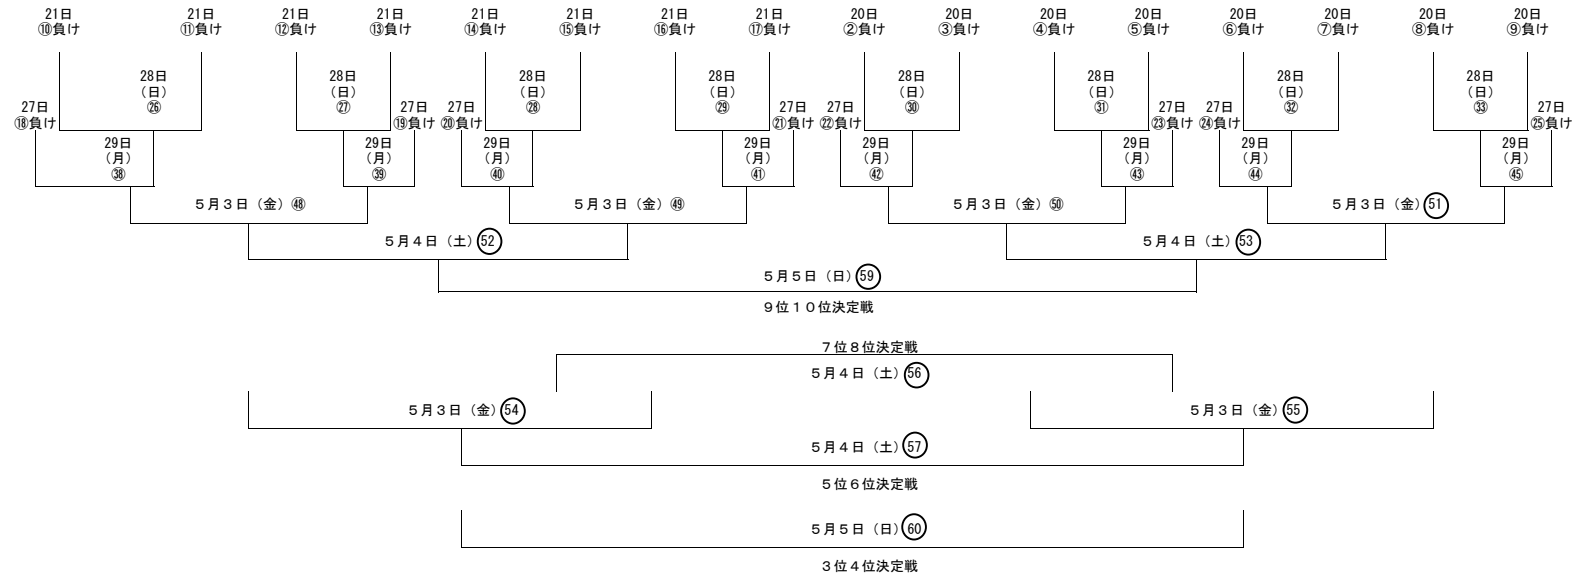 21日 21日 21日 21日 21日 21日 21日 21日 20日 20日 20日 20日 20日 20日 20日 20日
⑩負け ⑪負け ⑫負け ⑬負け ⑭負け ⑮負け ⑯負け ⑰負け ②負け ③負け ④負け ⑤負け ⑥負け ⑦負け ⑧負け ⑨負け
28日 28日 28日 28日 28日 28日 28日 28日
（日） （日） （日） （日） （日） （日） （日） （日）
㉖ ㉗ ㉘ ㉙ ㉚ ㉛ ㉜ ㉝
27日 27日 27日 27日 27日 27日 27日 27日
⑱負け ⑲負け ⑳負け ㉑負け ㉒負け ㉓負け ㉔負け ㉕負け
29日 29日 29日 29日 29日 29日 29日 29日
（月） （月） （月） （月） （月） （月） （月） （月）
㊳ ㊴ ㊵ ㊶ ㊷ ㊸ ㊹ ㊺
５月３日（金）㊽ ５月３日（金）㊾ ５月３日（金）㊿ ５月３日（金）51
５月４日（土）52 ５月４日（土）53
５月５日（日）59
９位１０位決定戦
７位８位決定戦
５月４日（土）56
５月３日（金）54 ５月３日（金）55
５月４日（土）57
５位６位決定戦
５月５日（日）60
３位４位決定戦